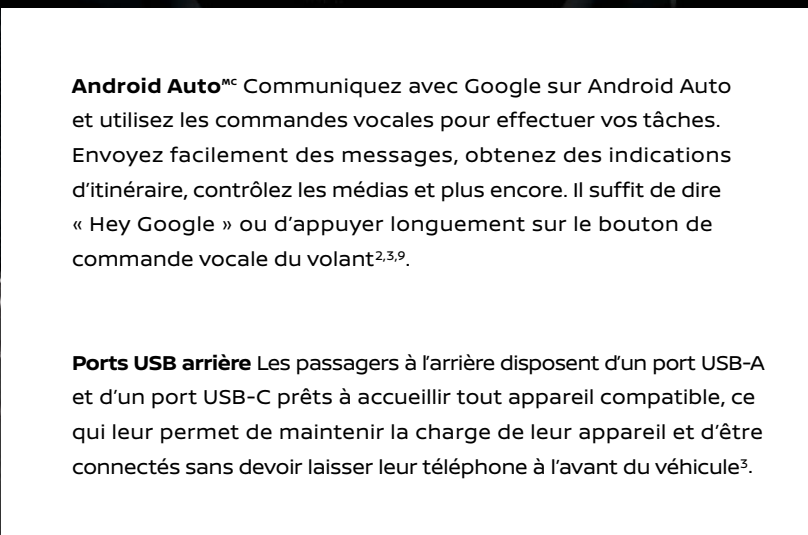 Android Autoᴹᶜ Communiquez avec Google sur Android Auto
et utilisez les commandes vocales pour effectuer vos tâches.
Envoyez facilement des messages, obtenez des indications
d’itinéraire, contrôlez les médias et plus encore. Il suffit de dire
« Hey Google » ou d’appuyer longuement sur le bouton de
commande vocale du volant²,³,⁹.
Ports USB arrière Les passagers à l’arrière disposent d’un port USB-A
et d’un port USB-C prêts à accueillir tout appareil compatible, ce
qui leur permet de maintenir la charge de leur appareil et d’être
connectés sans devoir laisser leur téléphone à l’avant du véhicule³.